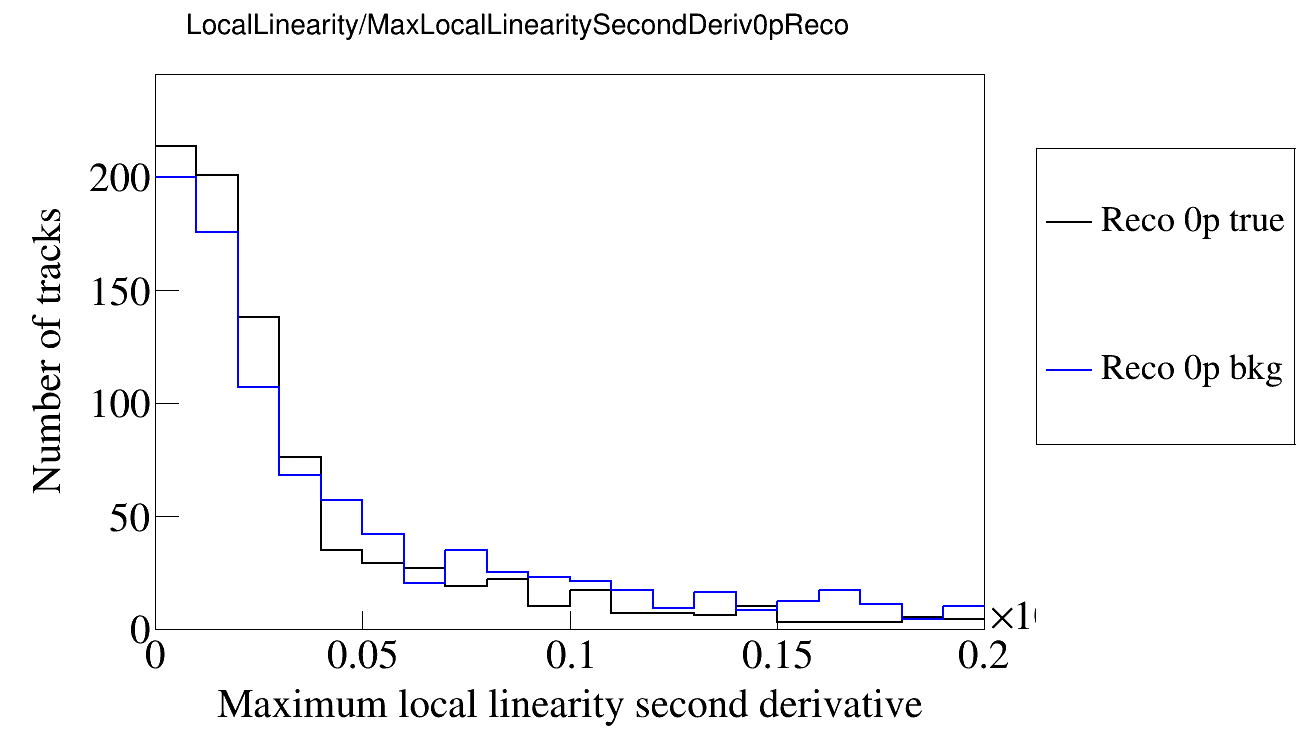 LocalLinearity/MaxLocalLinearitySecondDeriv0pReco
200
150
100
50
0
Number of tracks
0 0.05 0.1 0.15 0.2
×10
Maximum local linearity second derivative
Reco 0p true
Reco 0p bkg